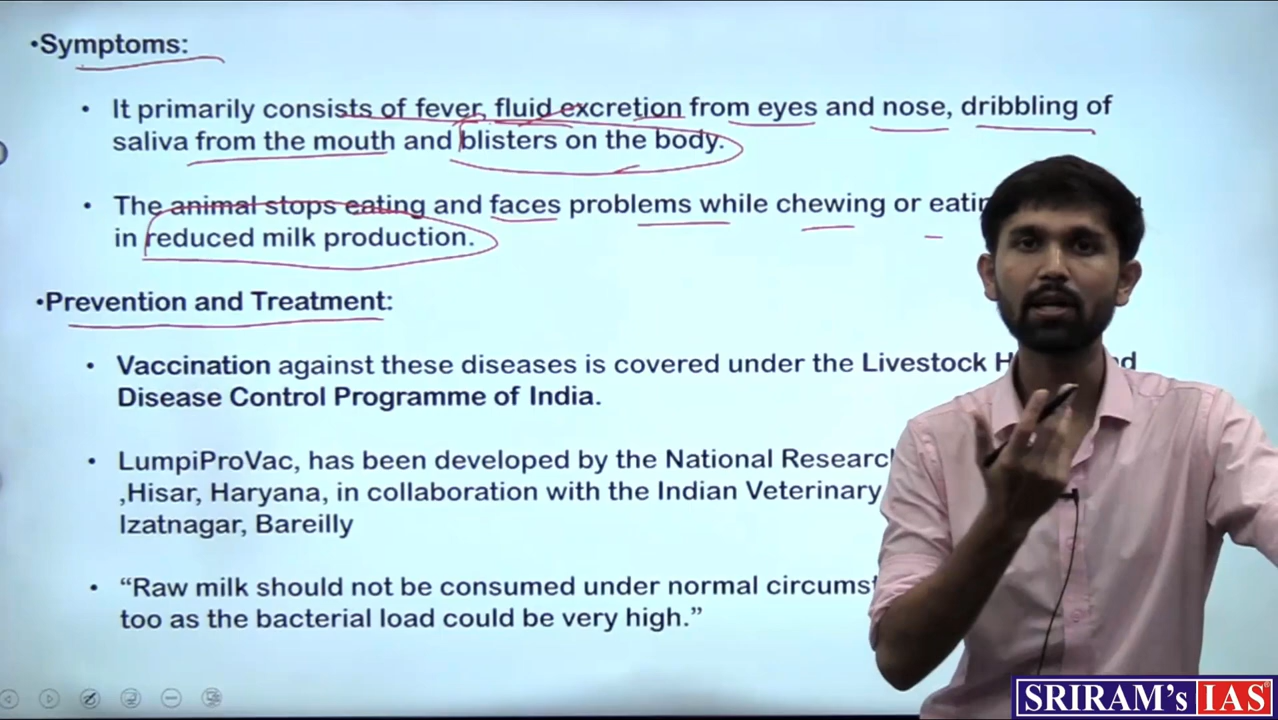 •Symptoms:
• It primarily consists of fever, fluid excretion from eyes and nose, dribbling of
saliva from the mouth and blisters on the body.
• The animal stops eating and faces problems while chewing or
in reduced milk production.
•Prevention and Treatment:
• Vaccination against these diseases is covered under the Livestock
Disease Control Programme of India.
• LumpiProVac, has been developed by the National Research
,Hisar, Haryana, in collaboration with the Indian Veterinary
Izatnagar, Bareilly
• “Raw milk should not be consumed under normal
too as the bacterial load could be very high.”
SRIRAM's IAS